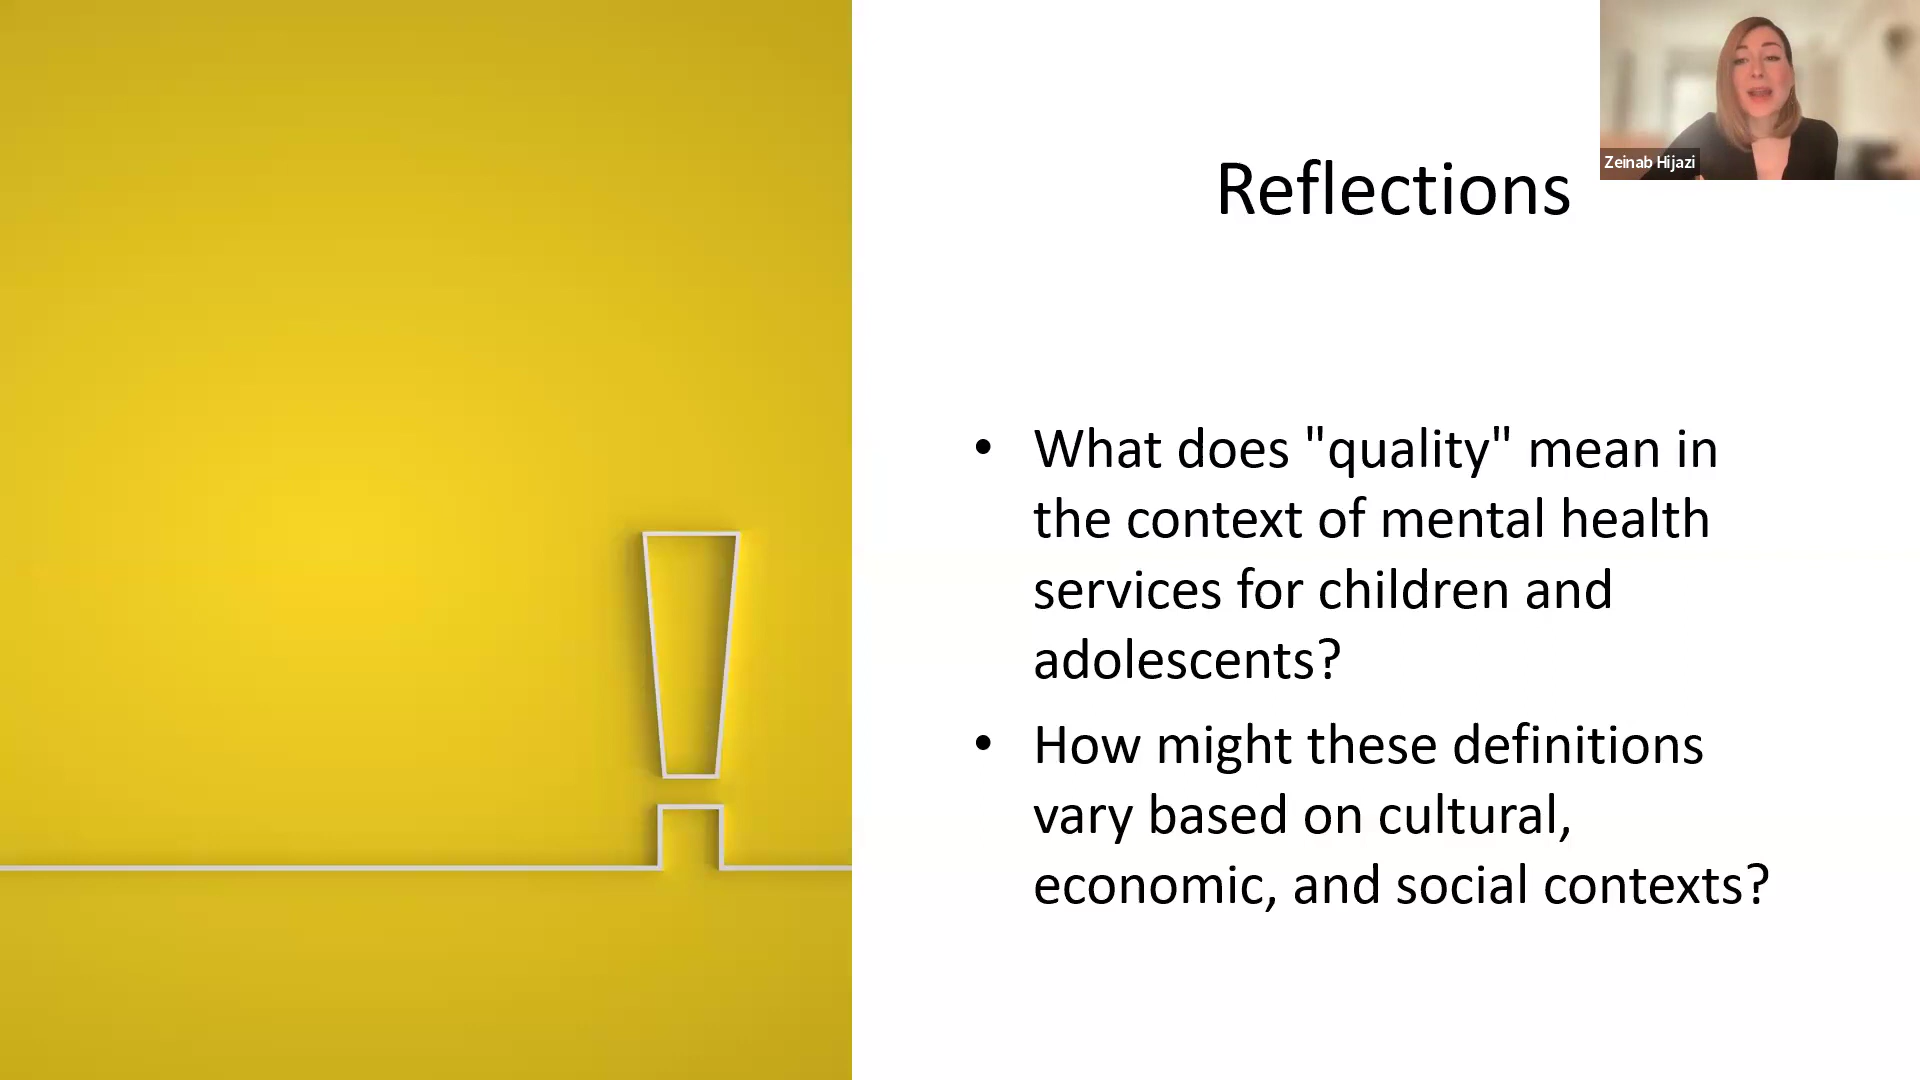 Zeinab Hijazi
Reflections
• What does "quality" mean in
the context of mental health
services for children and
adolescents?
• How might these definitions
vary based on cultural,
economic, and social contexts?